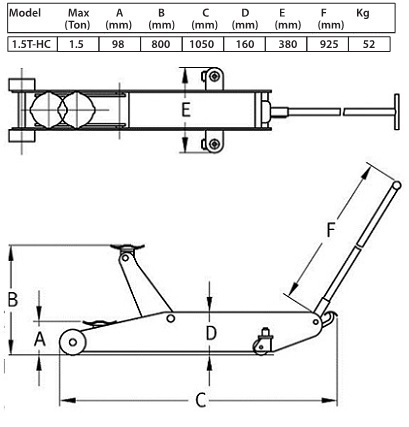 Model Max (Ton) A (mm) B (mm) C (mm) D (mm) E (mm) F (mm) Kg
1.5T-HC 1.5 98 800 1050 160 380 925 52
E
F
B
A
D
C